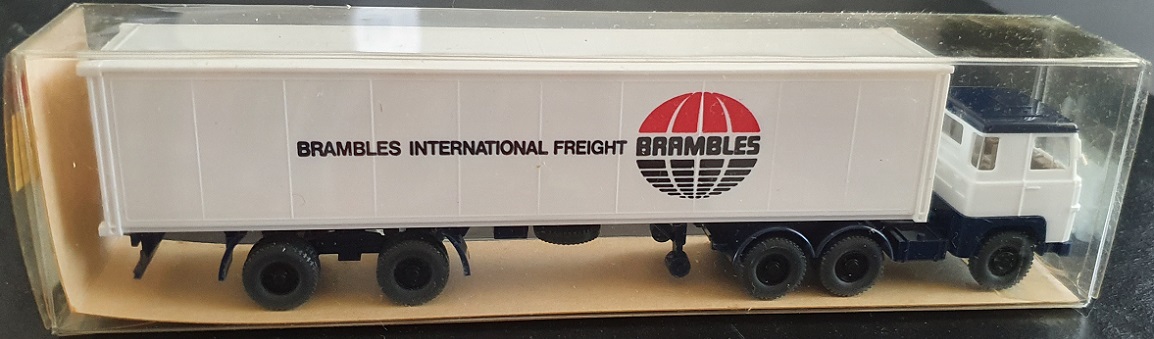 BRAMBLES INTERNATIONAL FREIGHT
BRAMBLES